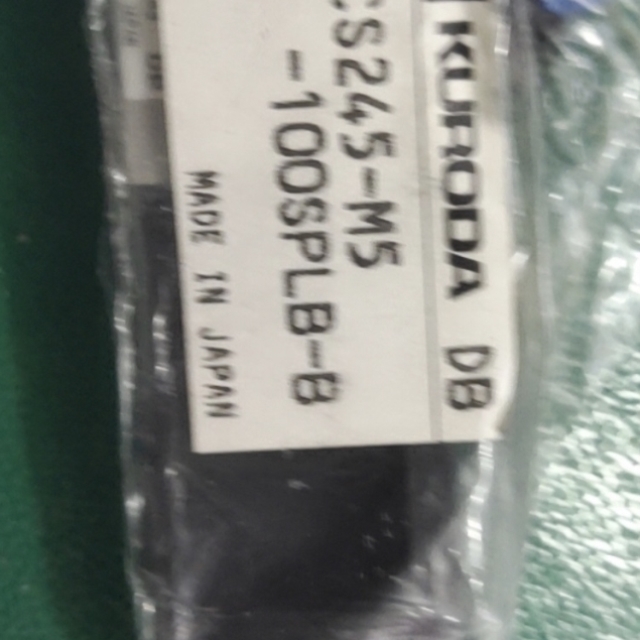 KURODA DB
CS245-M5
-100SPLB-B
MADE IN JAPAN